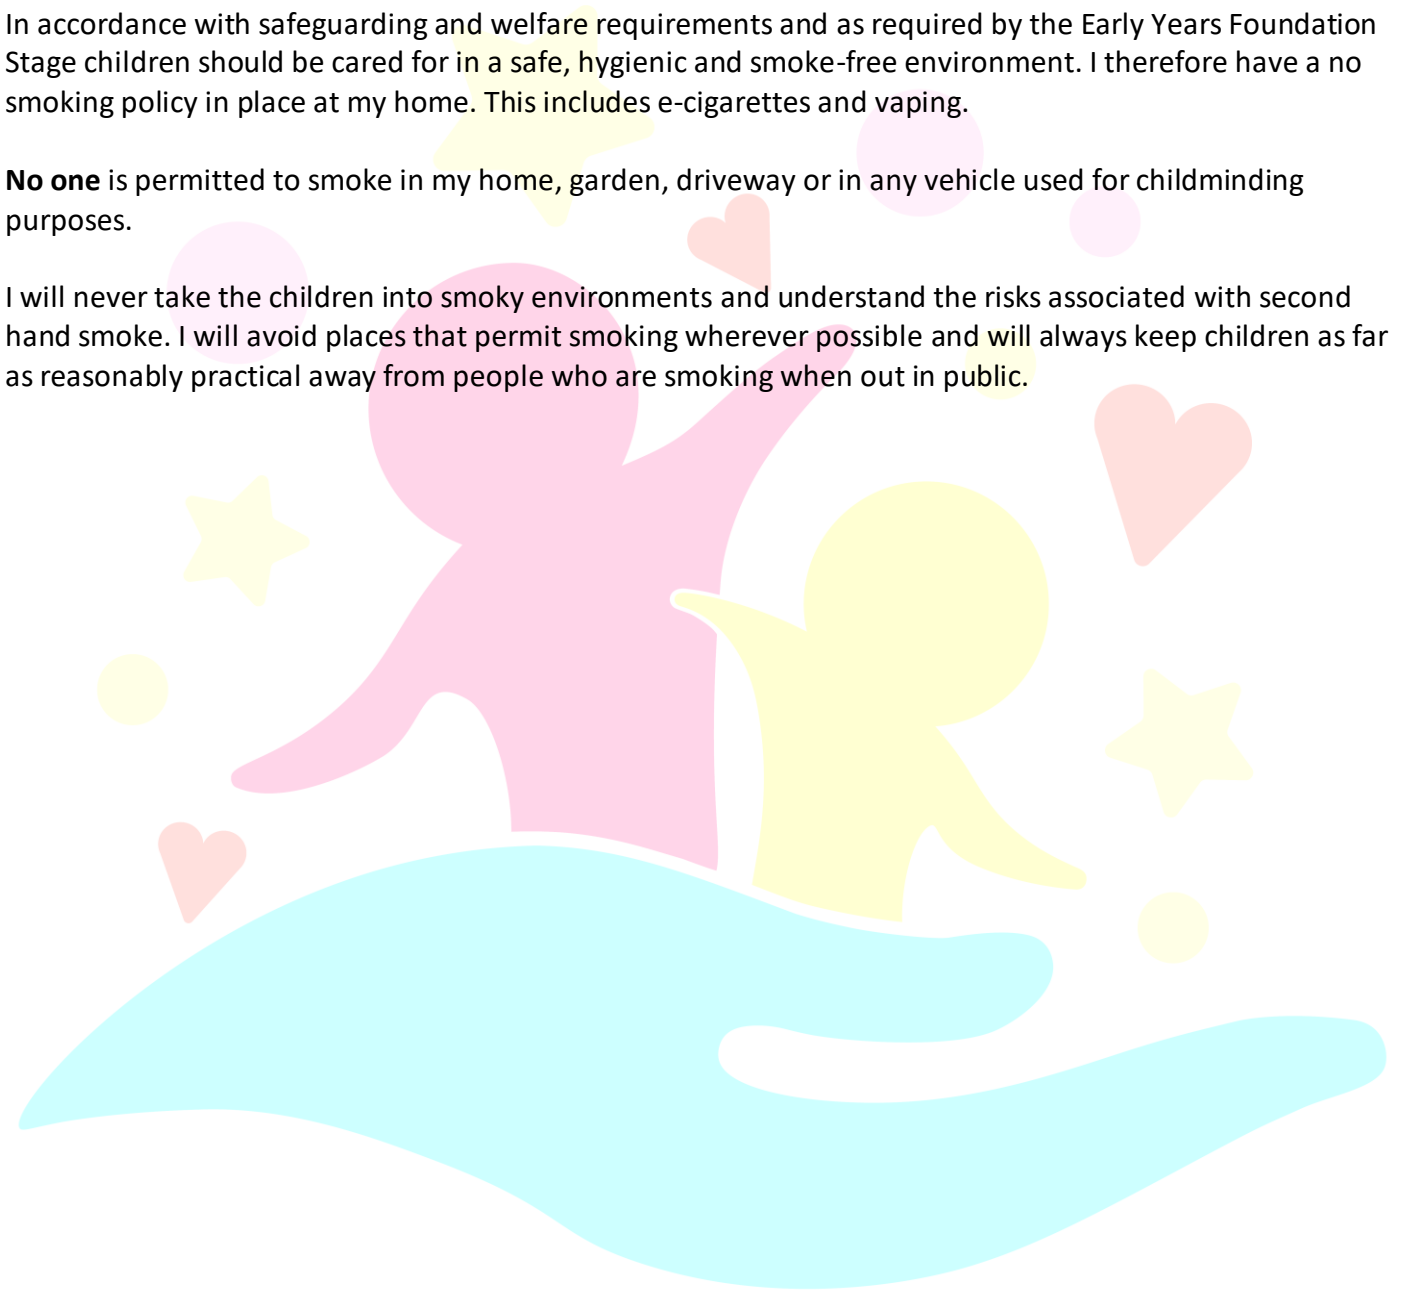 In accordance with safeguarding and welfare requirements and as required by the Early Years Foundation
Stage children should be cared for in a safe, hygienic and smoke-free environment. I therefore have a no
smoking policy in place at my home. This includes e-cigarettes and vaping.
No one is permitted to smoke in my home, garden, driveway or in any vehicle used for childminding
purposes.
I will never take the children into smoky environments and understand the risks associated with second
hand smoke. I will avoid places that permit smoking wherever possible and will always keep children as far
as reasonably practical away from people who are smoking when out in public.